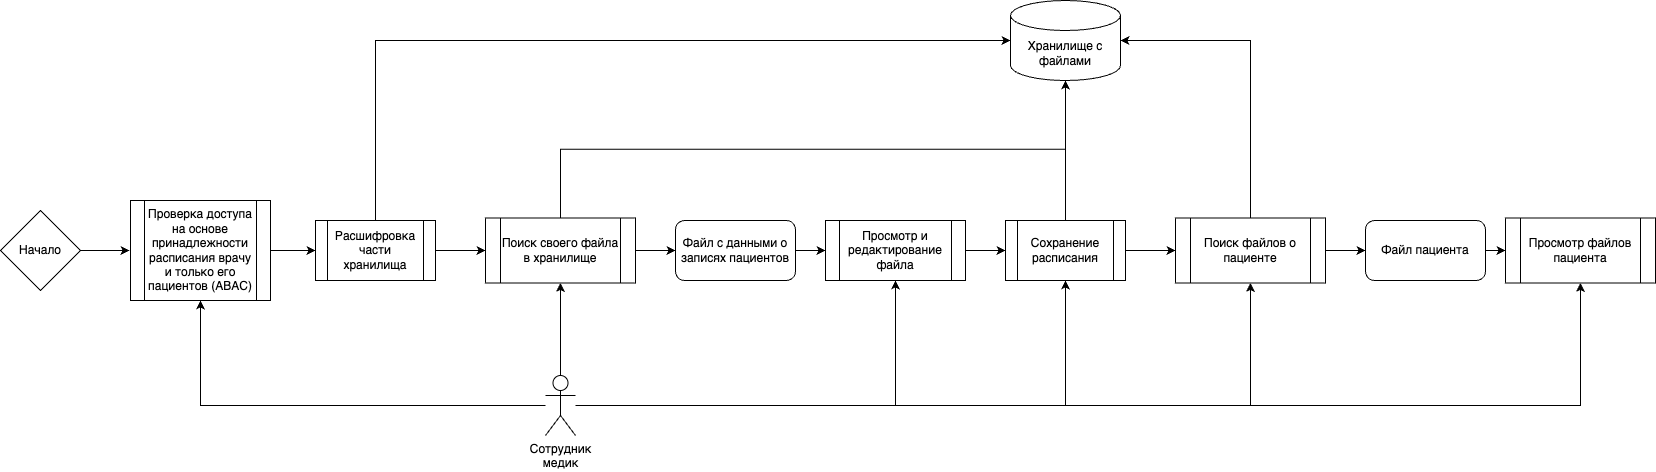 Хранилище с
файлами
Начало
Проверка доступа
на основе
принадлежности
расписания врачу
и только его
пациентов (ABAC)
Расшифровка
части
хранилища
Поиск своего файла
в хранилище
Файл с данными о
записях пациентов
Просмотр и
редактирование
файла
Сохранение
расписания
Поиск файлов о
пациенте
Файл пациента
Просмотр файлов
пациента
Сотрудник
медик